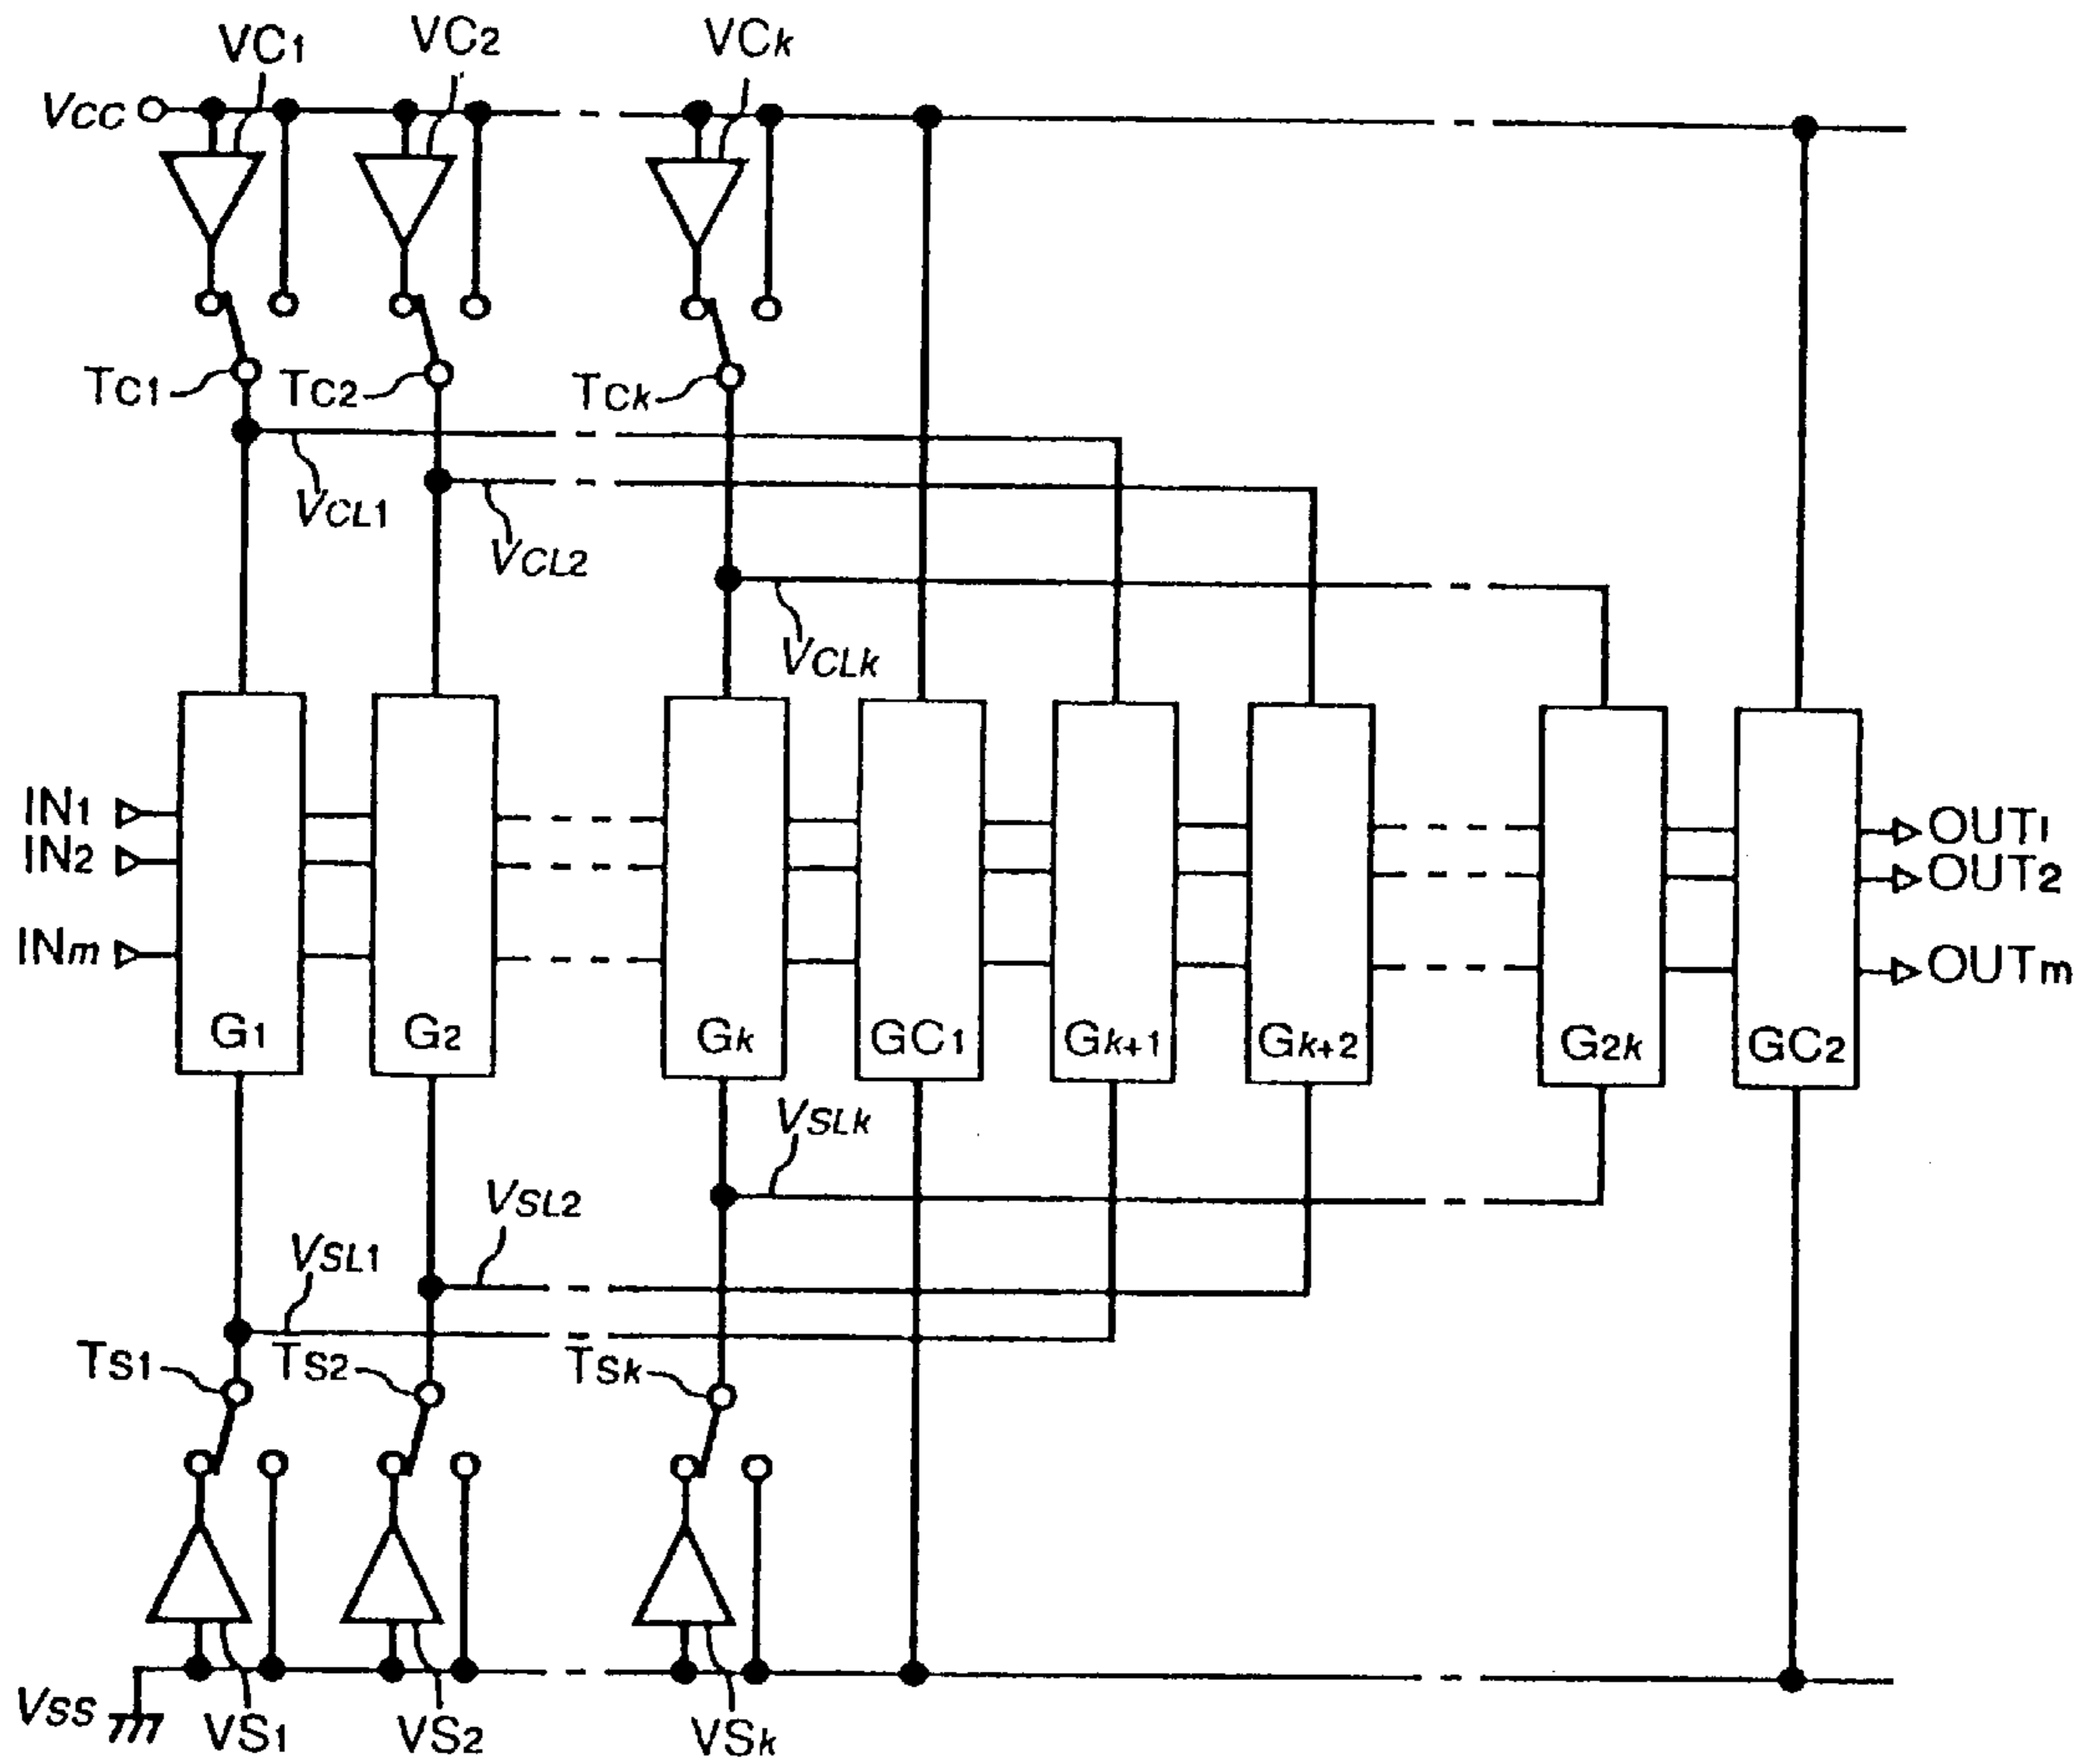 VC1 VC2 VCk
VCC
TC1 TC2 TCk
VCL1
VCL2
VCLk
IN1 OUT1
IN2 OUT2
INm OUTm
G1 G2 Gk GC1 Gk+1 Gk+2 G2k GC2
VSLk
VSL2
VSL1
TS1 TS2 TSk
VSS
VS1 VS2 VSk